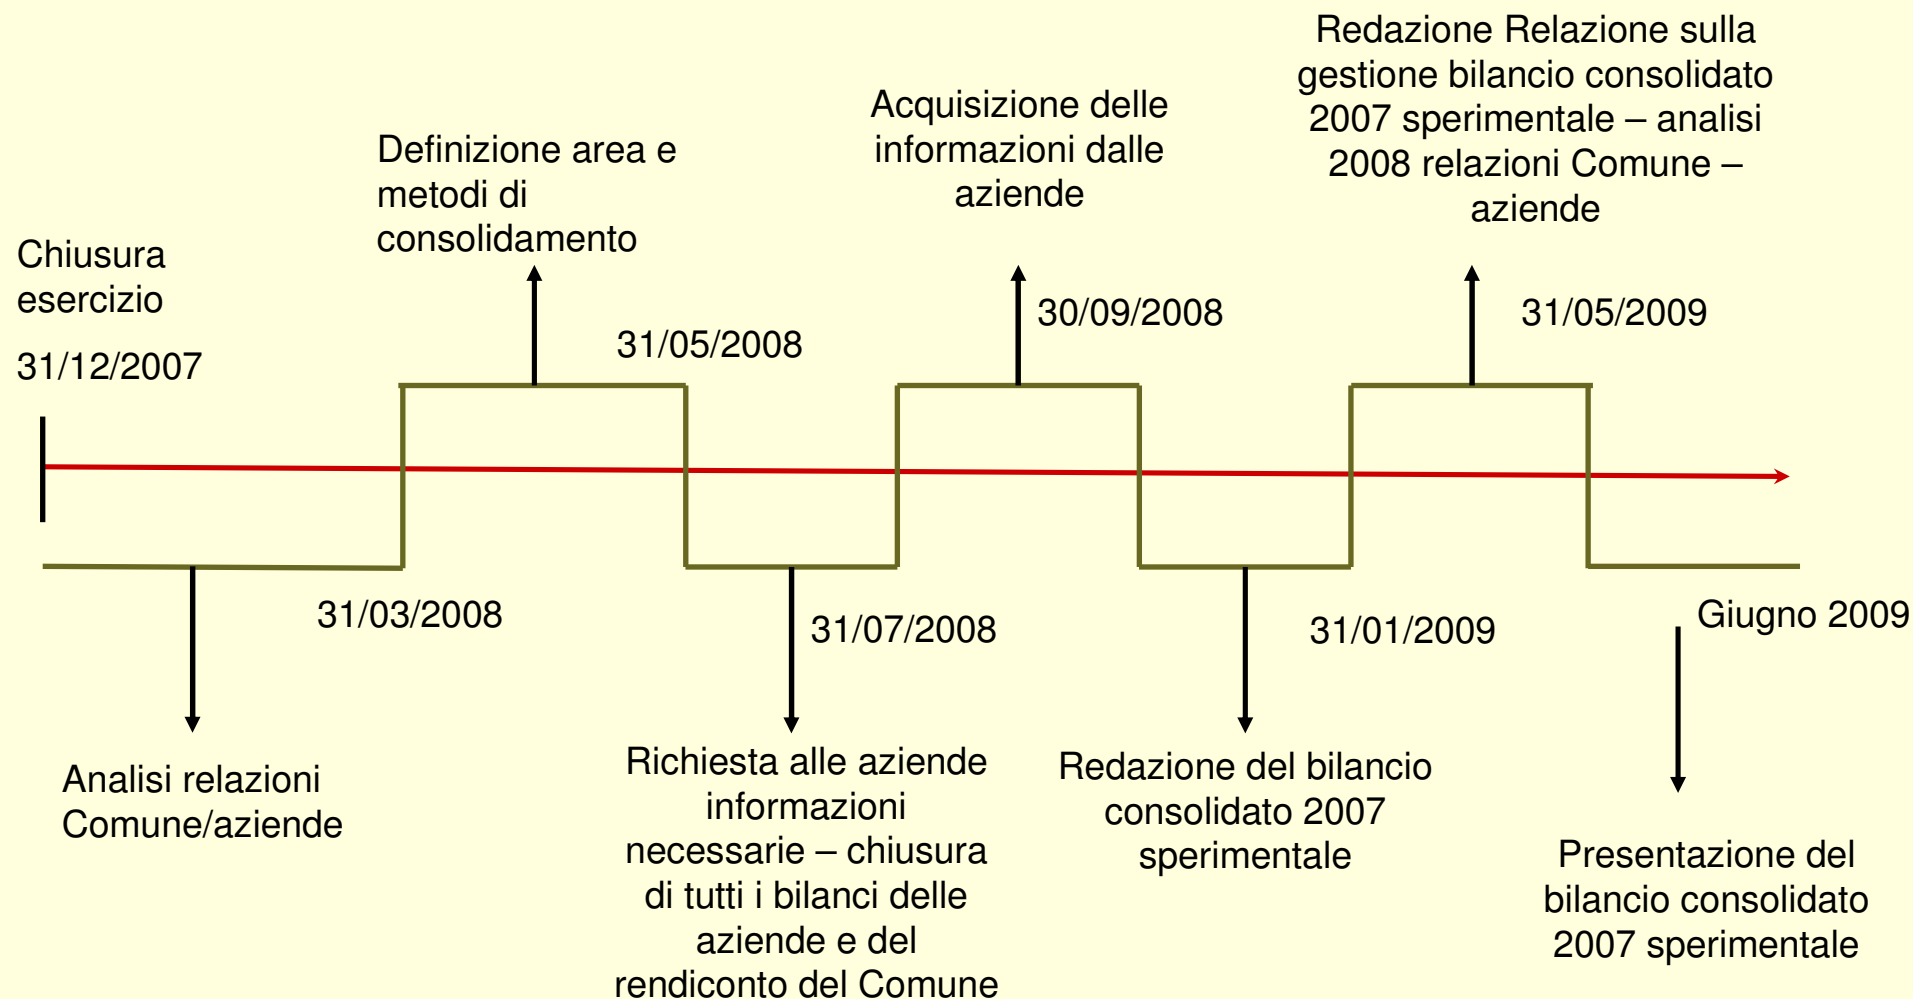 Chiusura
esercizio
31/12/2007
Analisi relazioni
Comune/aziende
31/03/2008
Definizione area e
metodi di
consolidamento
31/05/2008
Richiesta alle aziende
informazioni
necessarie – chiusura
di tutti i bilanci delle
aziende e del
rendiconto del Comune
31/07/2008
Acquisizione delle
informazioni dalle
aziende
30/09/2008
Redazione del bilancio
consolidato 2007
sperimentale
31/01/2009
Redazione Relazione sulla
gestione bilancio consolidato
2007 sperimentale – analisi
2008 relazioni Comune –
aziende
31/05/2009
Giugno 2009
Presentazione del
bilancio consolidato
2007 sperimentale